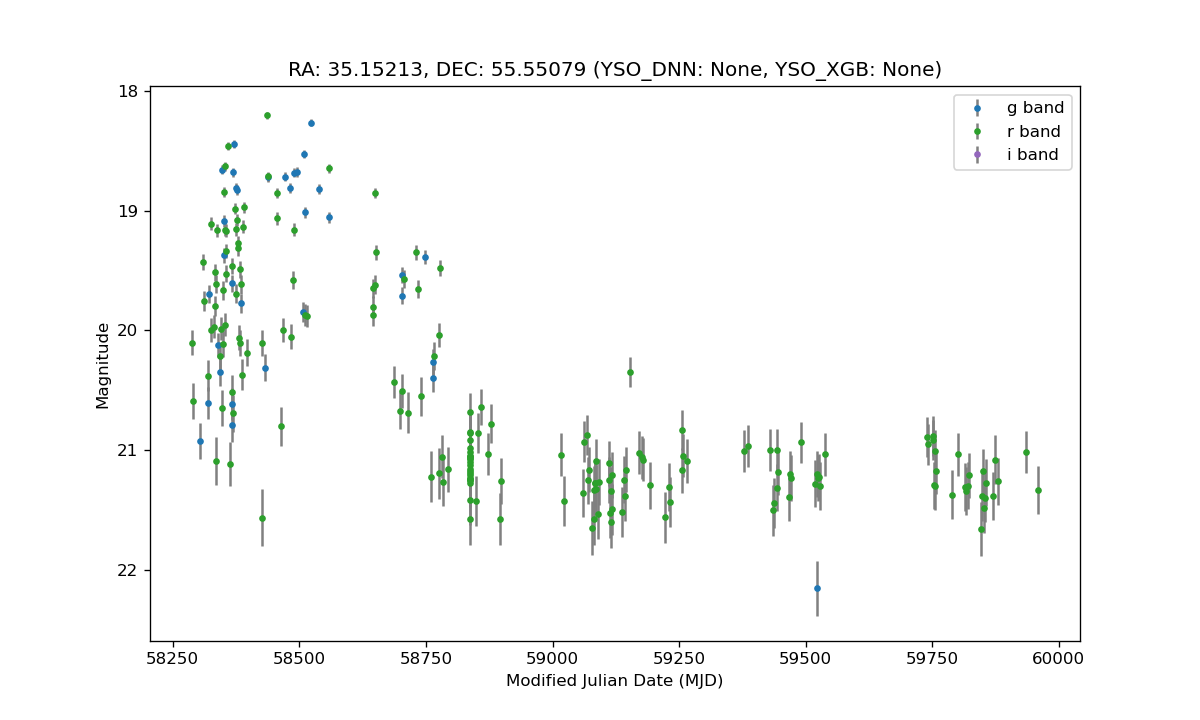 RA: 35.15213, DEC: 55.55079 (YSO_DNN: None, YSO_XGB: None)
g band
r band
i band
18
19
20
21
22
Magnitude
58250 58500 58750 59000 59250 59500 59750 60000
Modified Julian Date (MJD)